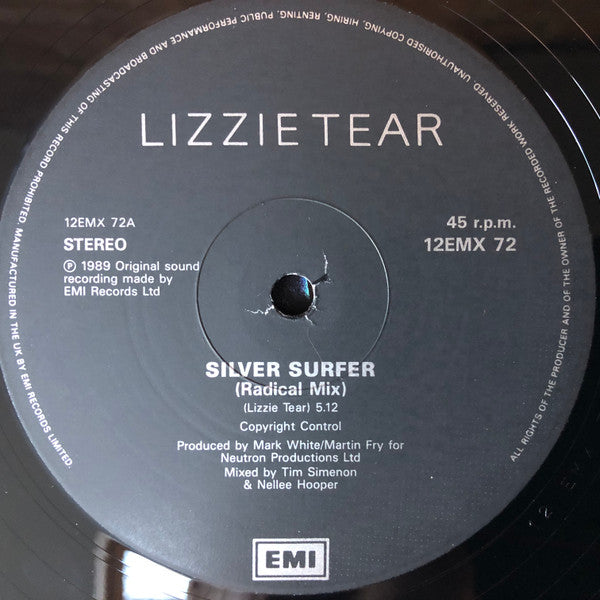 ALL RIGHTS OF THE PRODUCER AND OF THE OWNER OF THE RECORDED WORK RESERVED. UNAUTHORISED COPYING, HIRING, RENTING, PUBLIC PERFORMANCE AND BROADCASTING OF THIS RECORD PROHIBITED. MANUFACTURED IN THE UK BY EMI RECORDS LIMITED.
LIZZIE TEAR
12EMX 72A
STEREO
℗ 1989 Original sound
recording made by
EMI Records Ltd
45 r.p.m.
12EMX 72
SILVER SURFER
(Radical Mix)
(Lizzie Tear) 5.12
Copyright Control
Produced by Mark White/Martin Fry for
Neutron Productions Ltd
Mixed by Tim Simenon
& Nellee Hooper
EMI